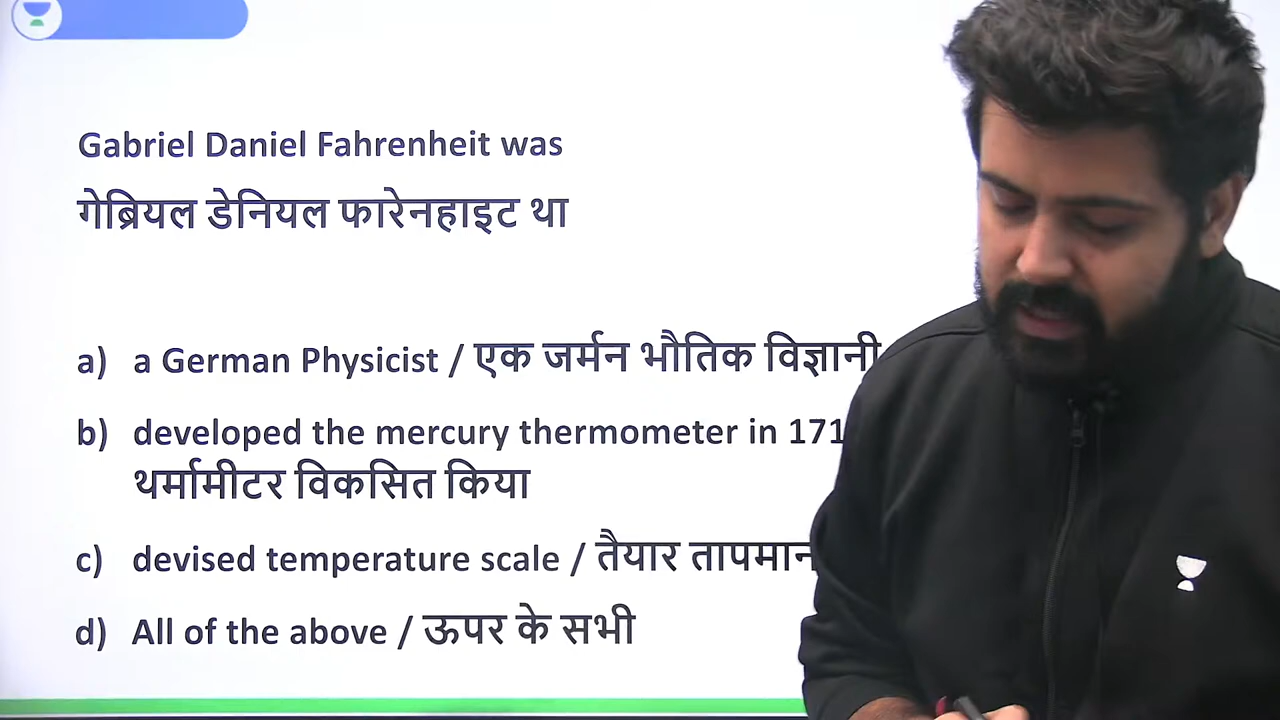 Gabriel Daniel Fahrenheit was
गेब्रियल डेनियल फारेनहाइट था
a) a German Physicist / एक जर्मन भौतिक विज्ञानी
b) developed the mercury thermometer in 171
थर्मामीटर विकसित किया
c) devised temperature scale / तैयार तापमान
d) All of the above / ऊपर के सभी